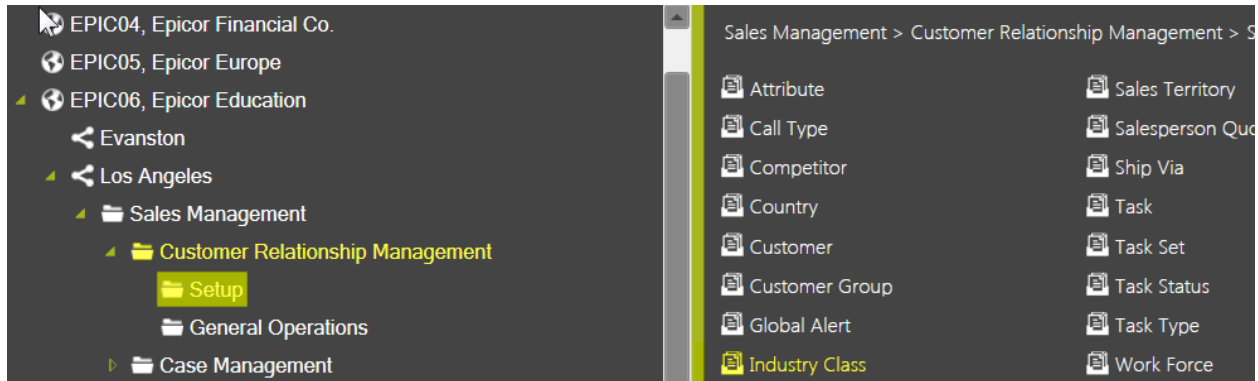 EPIC04, Epicor Financial Co.
EPIC05, Epicor Europe
EPIC06, Epicor Education
Evanston
Los Angeles
Sales Management
Customer Relationship Management
Setup
General Operations
Case Management
Sales Management > Customer Relationship Management > S
Attribute
Call Type
Competitor
Country
Customer
Customer Group
Global Alert
Industry Class
Sales Territory
Salesperson Quo
Ship Via
Task
Task Set
Task Status
Task Type
Work Force